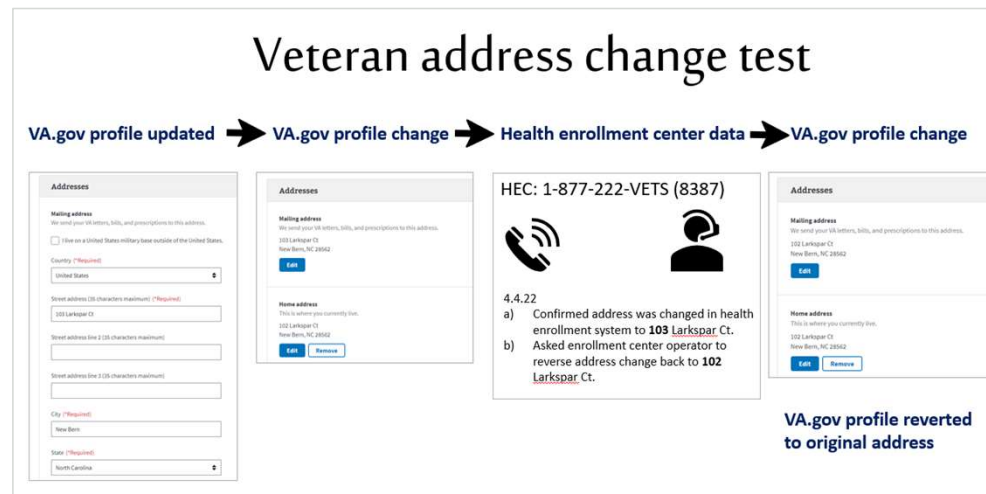 Veteran address change test
VA.gov profile updated
VA.gov profile change
Health enrollment center data
VA.gov profile change
Addresses
Mailing address
We send your VA letters, bills, and prescriptions to this address.
I live on a United States military base outside of the United States.
Country (*Required)
United States
Street address (35 characters maximum) (*Required)
103 Larkspar Ct
Street address line 2 (35 characters maximum)
Street address line 3 (35 characters maximum)
City (*Required)
New Bern
State (*Required)
North Carolina
Addresses
Mailing address
We send your VA letters, bills, and prescriptions to this address.
103 Larkspar Ct
New Bern, NC 28562
Edit
Home address
This is where you currently live.
102 Larkspar Ct
New Bern, NC 28562
Edit Remove
HEC: 1-877-222-VETS (8387)
4.4.22
a) Confirmed address was changed in health
enrollment system to 103 Larkspar Ct.
b) Asked enrollment center operator to
reverse address change back to 102
Larkspar Ct.
Addresses
Mailing address
We send your VA letters, bills, and prescriptions to this address.
102 Larkspar Ct
New Bern, NC 28562
Edit
Home address
This is where you currently live.
102 Larkspar Ct
New Bern, NC 28562
Edit Remove
VA.gov profile reverted
to original address